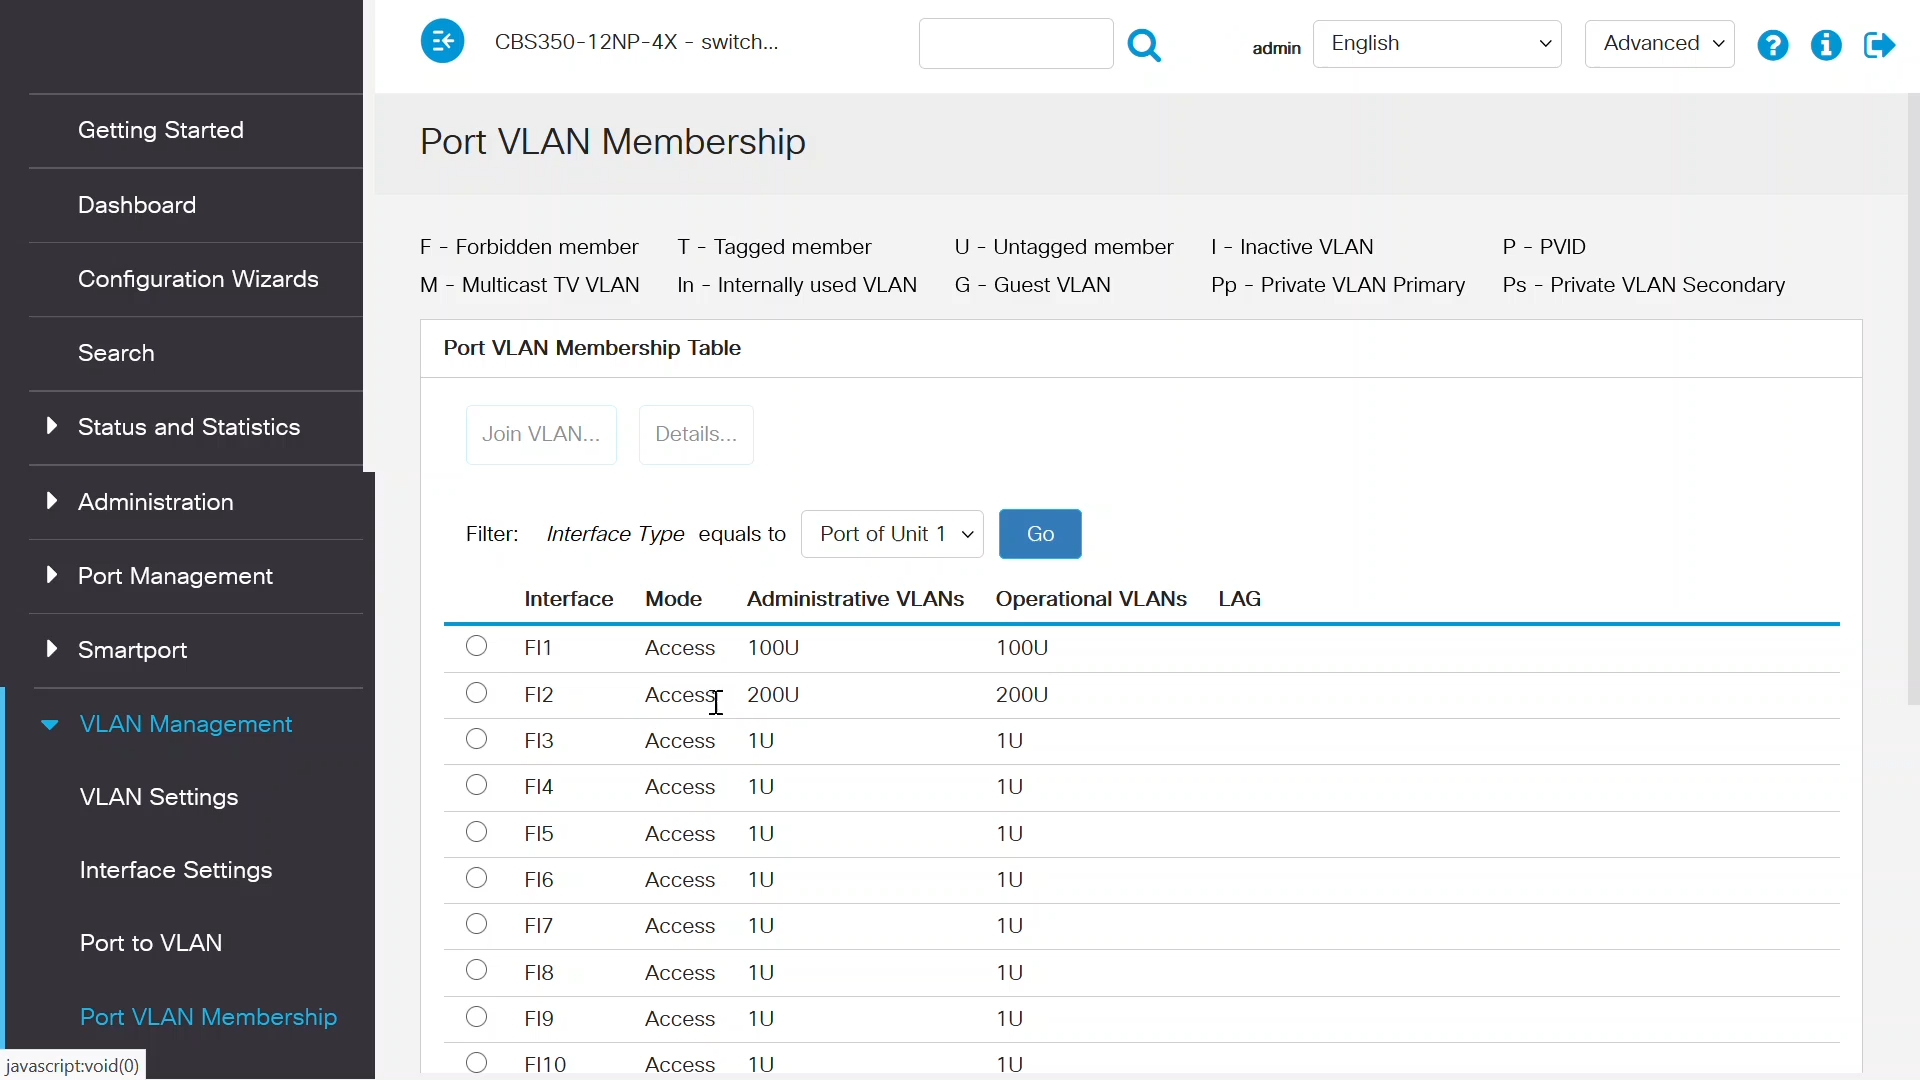 CBS350-12NP-4X - switch...
admin
English
Advanced
Getting Started
Dashboard
Configuration Wizards
Search
Status and Statistics
Administration
Port Management
Smartport
VLAN Management
VLAN Settings
Interface Settings
Port to VLAN
Port VLAN Membership
javascript:void(0)
Port VLAN Membership
F - Forbidden member T - Tagged member U - Untagged member I - Inactive VLAN P - PVID
M - Multicast TV VLAN In - Internally used VLAN G - Guest VLAN Pp - Private VLAN Primary Ps - Private VLAN Secondary
Port VLAN Membership Table
Join VLAN... Details...
Filter: Interface Type equals to Port of Unit 1 Go
Interface Mode Administrative VLANs Operational VLANs LAG
FI1 Access 100U 100U
FI2 Access 200U 200U
FI3 Access 1U 1U
FI4 Access 1U 1U
FI5 Access 1U 1U
FI6 Access 1U 1U
FI7 Access 1U 1U
FI8 Access 1U 1U
FI9 Access 1U 1U
FI10 Access 1U 1U